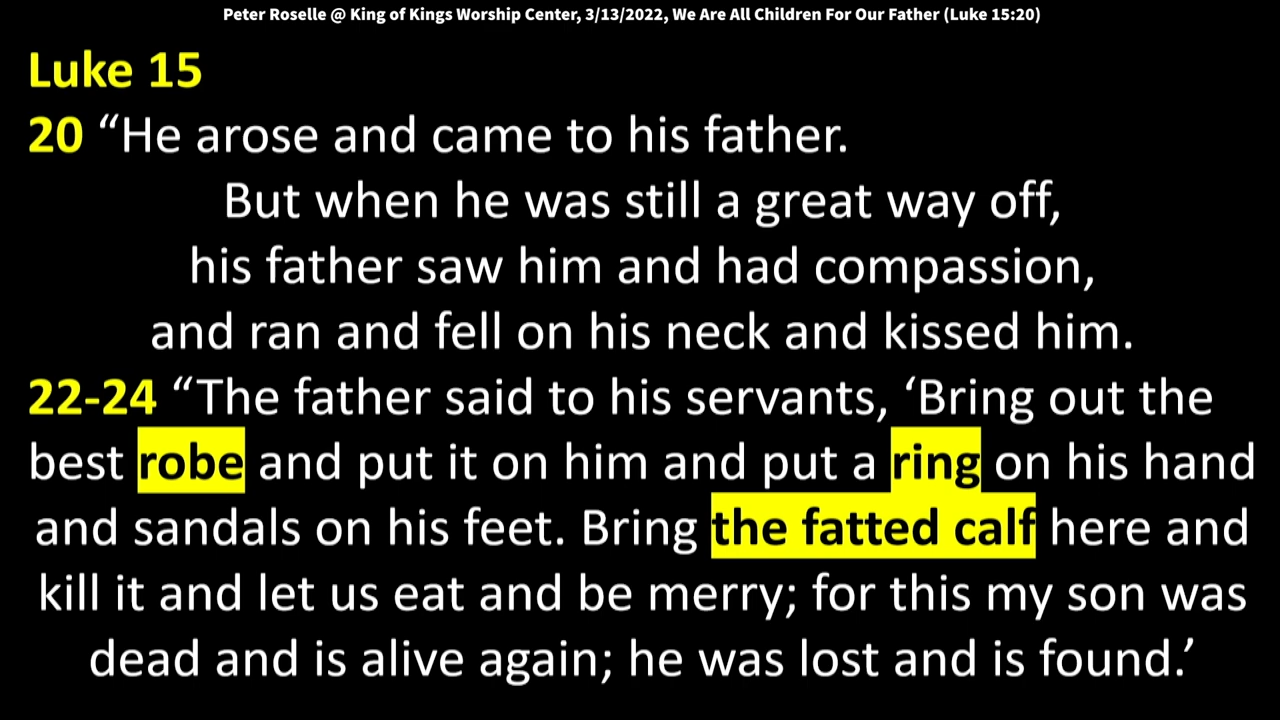 Peter Roselle @ King of Kings Worship Center, 3/13/2022, We Are All Children For Our Father (Luke 15:20)
Luke 15
20 “He arose and came to his father.
But when he was still a great way off,
his father saw him and had compassion,
and ran and fell on his neck and kissed him.
22-24 “The father said to his servants, ‘Bring out the
best robe and put it on him and put a ring on his hand
and sandals on his feet. Bring the fatted calf here and
kill it and let us eat and be merry; for this my son was
dead and is alive again; he was lost and is found.’